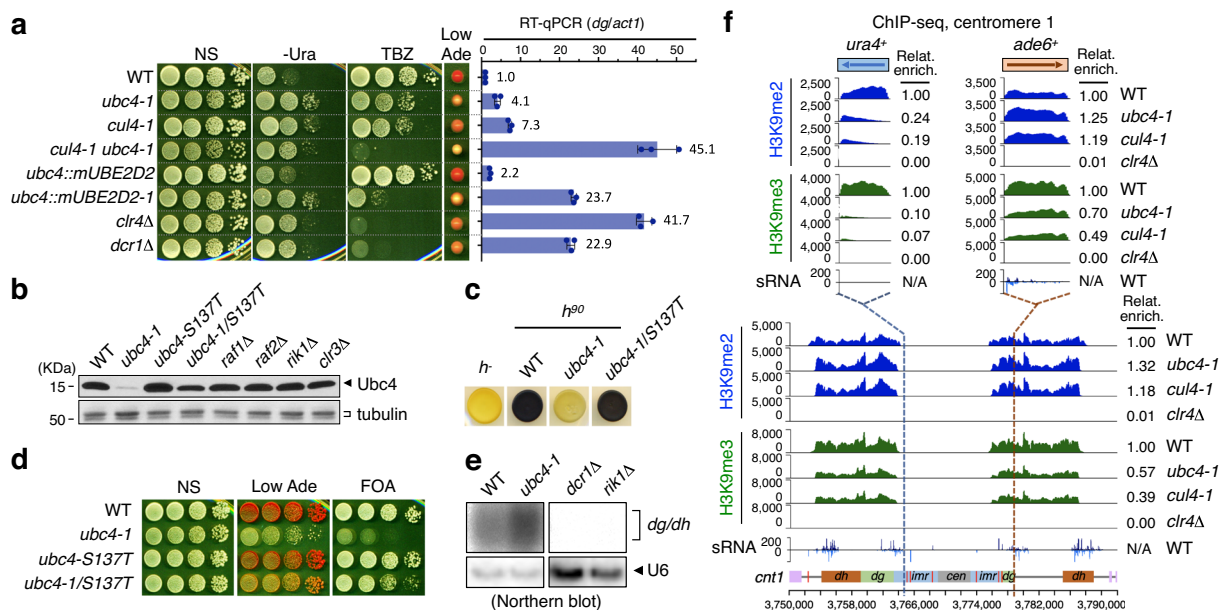 a
NS
-Ura
TBZ
Low
Ade
RT-qPCR (dg/act1)
0 10 20 30 40 50
WT 1.0
ubc4-1 4.1
cul4-1 7.3
cul4-1 ubc4-1 45.1
ubc4::mUBE2D2 2.2
ubc4::mUBE2D2-1 23.7
clr4Δ 41.7
dcr1Δ 22.9
b
WT ubc4-1 ubc4-S137T ubc4-1/S137T raf1Δ raf2Δ rik1Δ clr3Δ
(KDa)
15 Ubc4
50 tubulin
c
h90
h- WT ubc4-1 ubc4-1/S137T
d
NS Low Ade FOA
WT
ubc4-1
ubc4-S137T
ubc4-1/S137T
e
WT ubc4-1 dcr1Δ rik1Δ
dg/dh
U6
(Northern blot)
f
ChIP-seq, centromere 1
ura4+ Relat. enrich. ade6+ Relat. enrich.
H3K9me2
2,500 0 1.00 3,500 0 1.00 WT
2,500 0 0.24 3,500 0 1.25 ubc4-1
2,500 0 0.19 3,500 0 1.19 cul4-1
2,500 0 0.00 3,500 0 0.01 clr4Δ
H3K9me3
4,000 0 1.00 5,000 0 1.00 WT
4,000 0 0.10 5,000 0 0.70 ubc4-1
4,000 0 0.07 5,000 0 0.49 cul4-1
4,000 0 0.00 5,000 0 0.00 clr4Δ
sRNA 200 0 N/A 200 0 N/A WT
Relat.
enrich.
H3K9me2
5,000 0 1.00 WT
5,000 0 1.32 ubc4-1
5,000 0 1.18 cul4-1
5,000 0 0.01 clr4Δ
H3K9me3
8,000 0 1.00 WT
8,000 0 0.57 ubc4-1
8,000 0 0.39 cul4-1
8,000 0 0.00 clr4Δ
sRNA 200 0 N/A WT
cnt1 dh dg imr cen imr dg dh
3,750,000 3,758,000 3,766,000 3,774,000 3,782,000 3,790,000